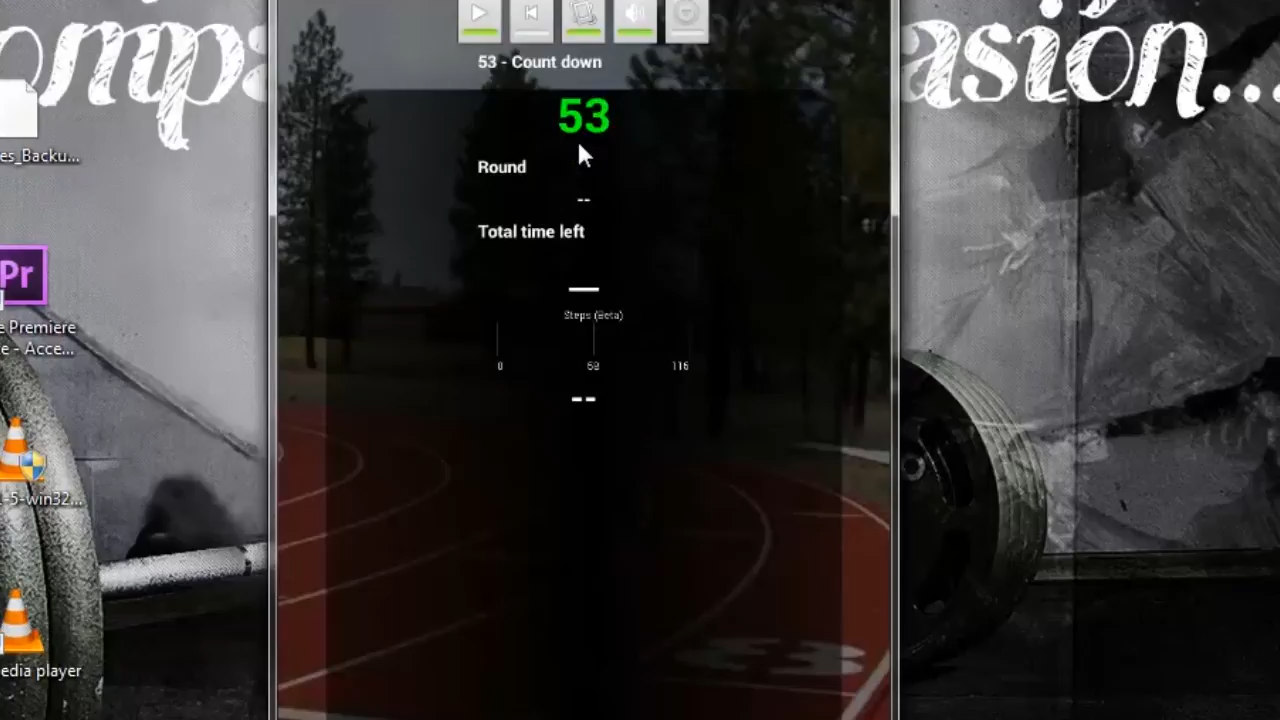 ompa
asión...
53 - Count down
53
Round
--
Total time left
Steps (Beta)
0
116
--
es_Backu...
Pr
e Premiere
e - Acce...
-5-win32...
edia player